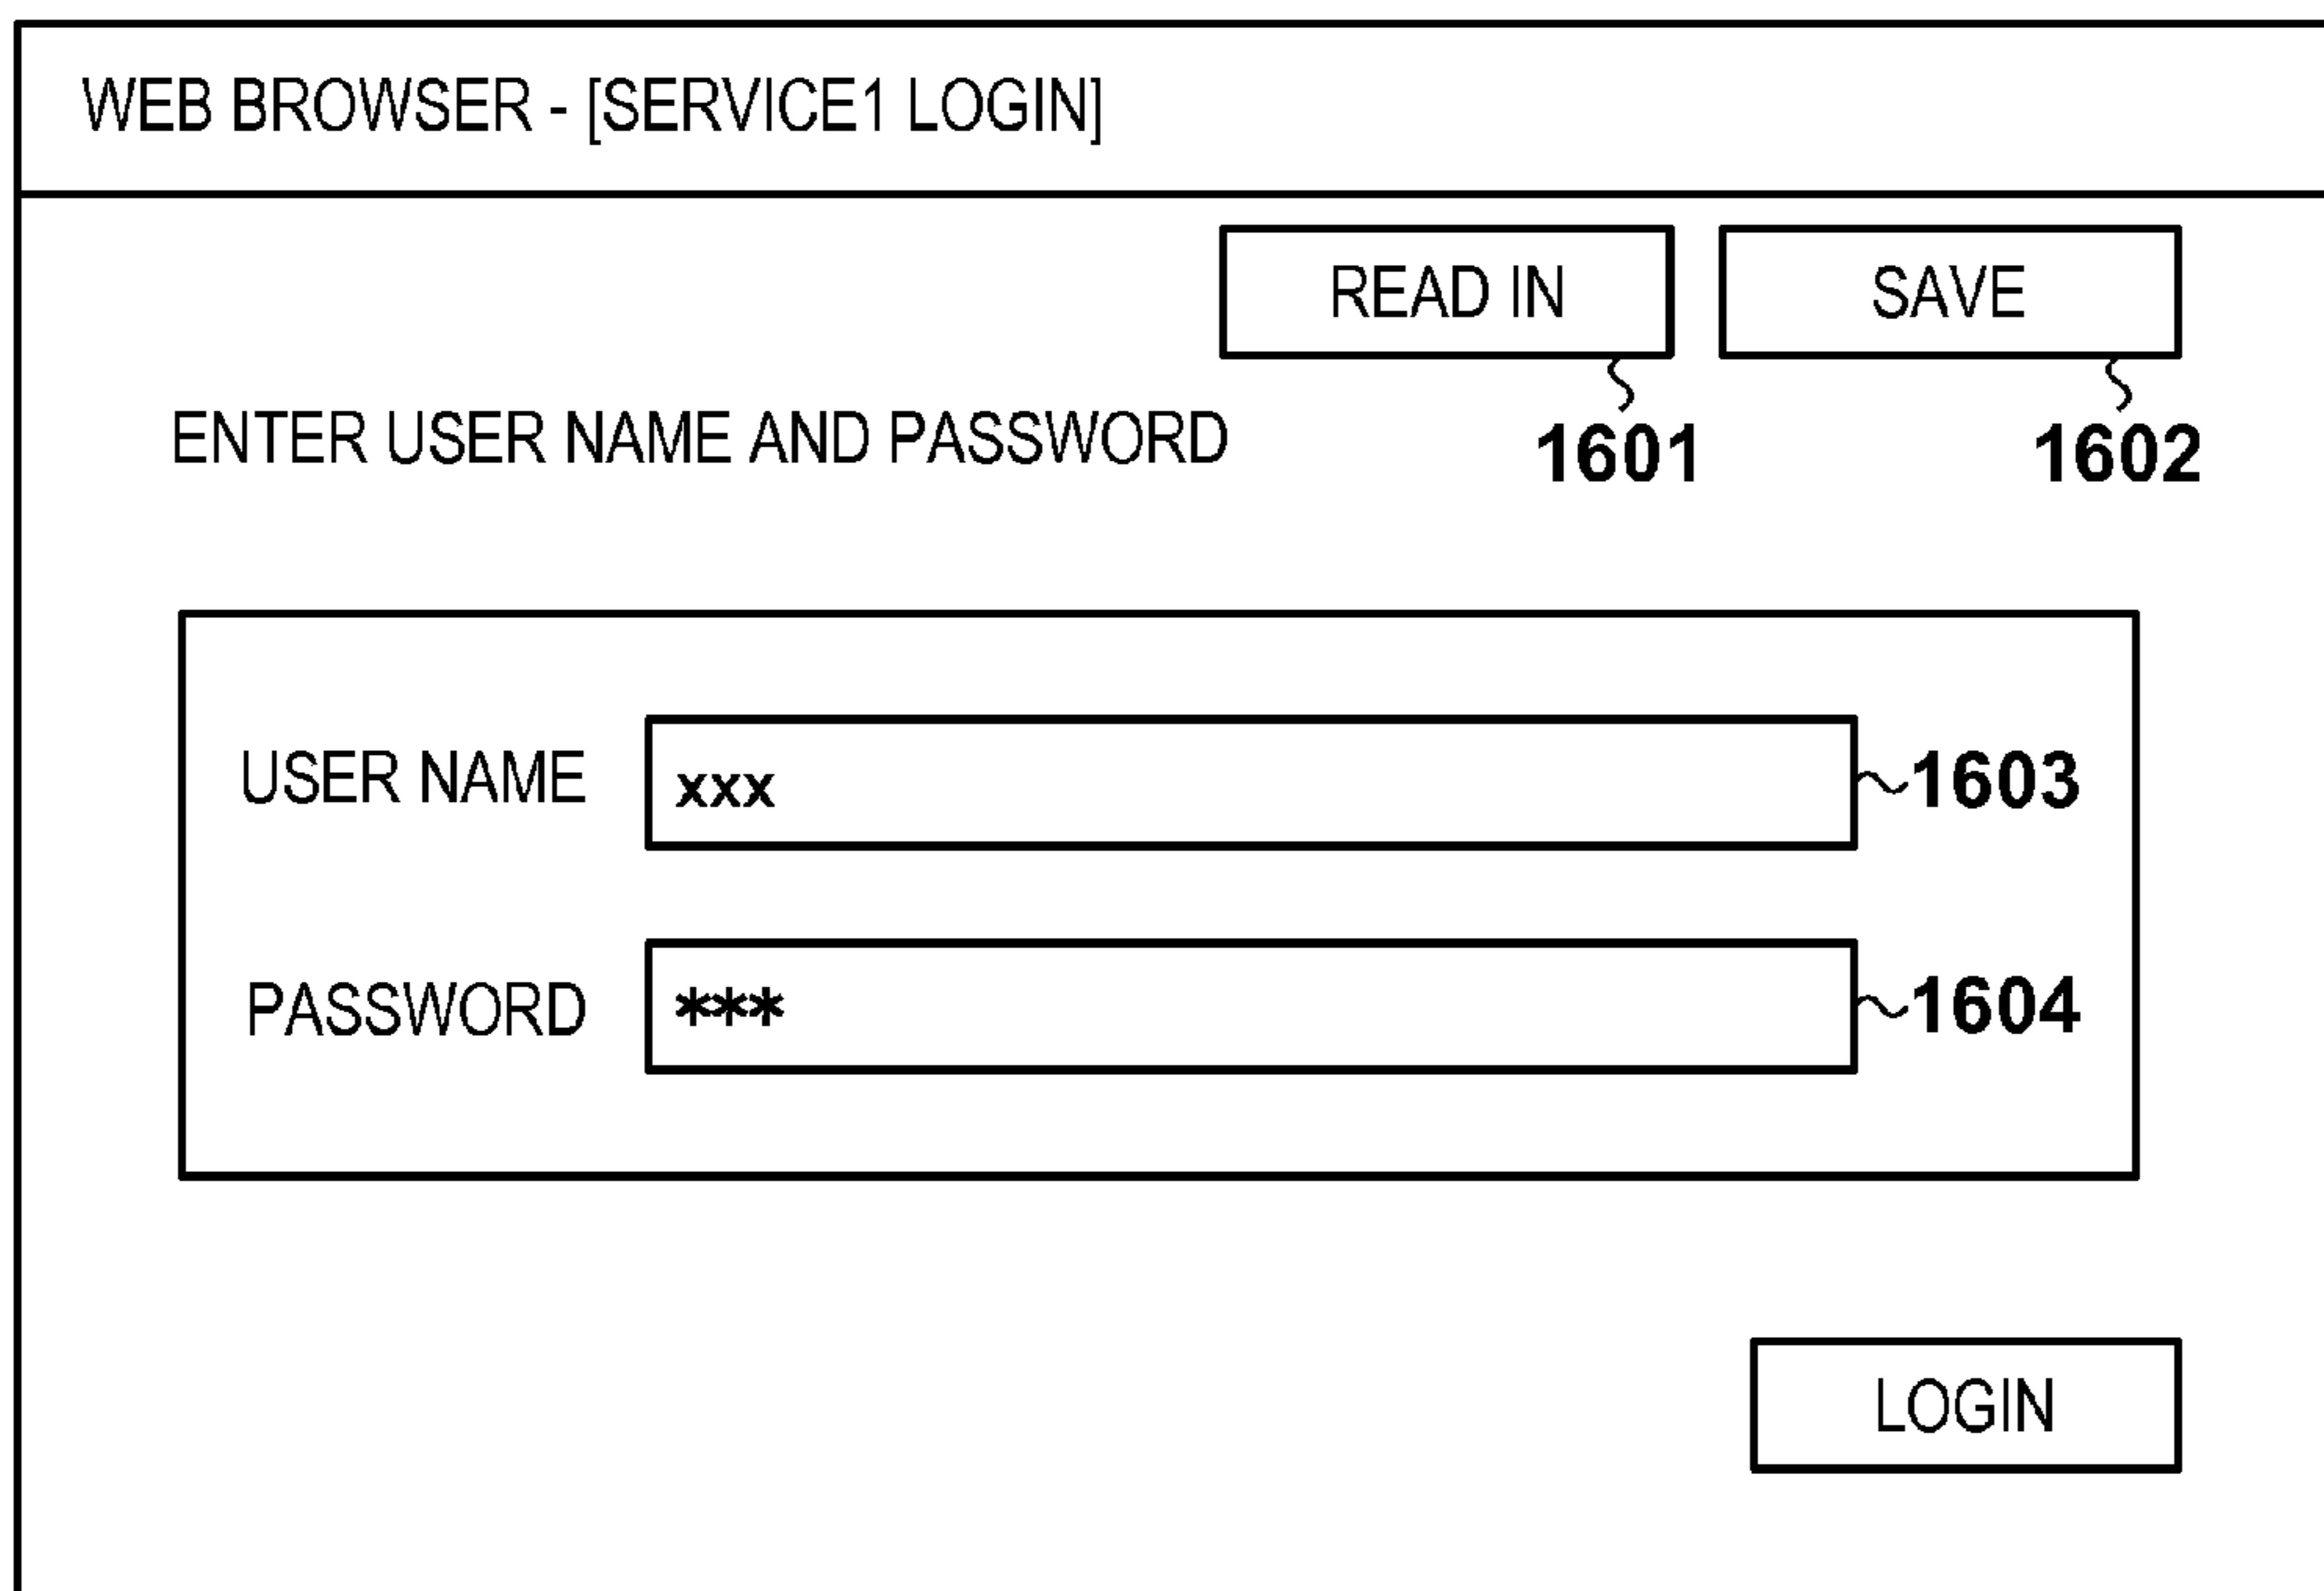 WEB BROWSER - [SERVICE1 LOGIN]
READ IN SAVE
1601 1602
ENTER USER NAME AND PASSWORD
USER NAME xxx 1603
PASSWORD *** 1604
LOGIN